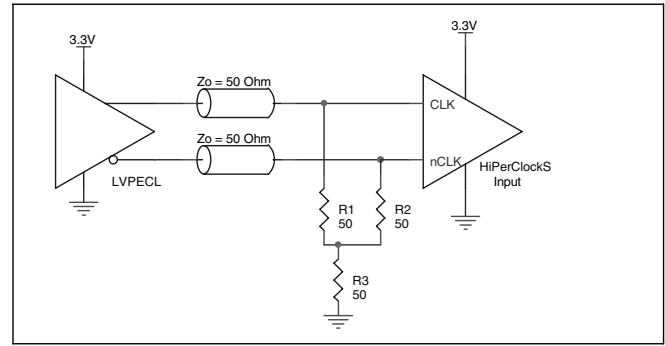 3.3V
3.3V
Zo = 50 Ohm
CLK
Zo = 50 Ohm
nCLK
LVPECL
HiPerClockS
Input
R1
50
R2
50
R3
50